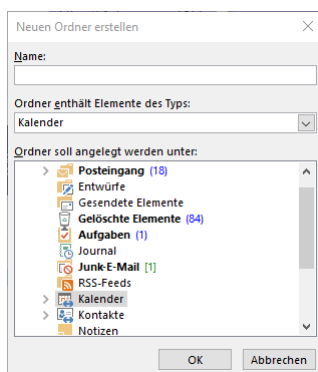 Neuen Ordner erstellen
Name:
Ordner enthält Elemente des Typs:
Kalender
Ordner soll angelegt werden unter:
Posteingang (18)
Entwürfe
Gesendete Elemente
Gelöschte Elemente (84)
Aufgaben (1)
Journal
Junk-E-Mail [1]
RSS-Feeds
Kalender
Kontakte
Notizen
OK Abbrechen